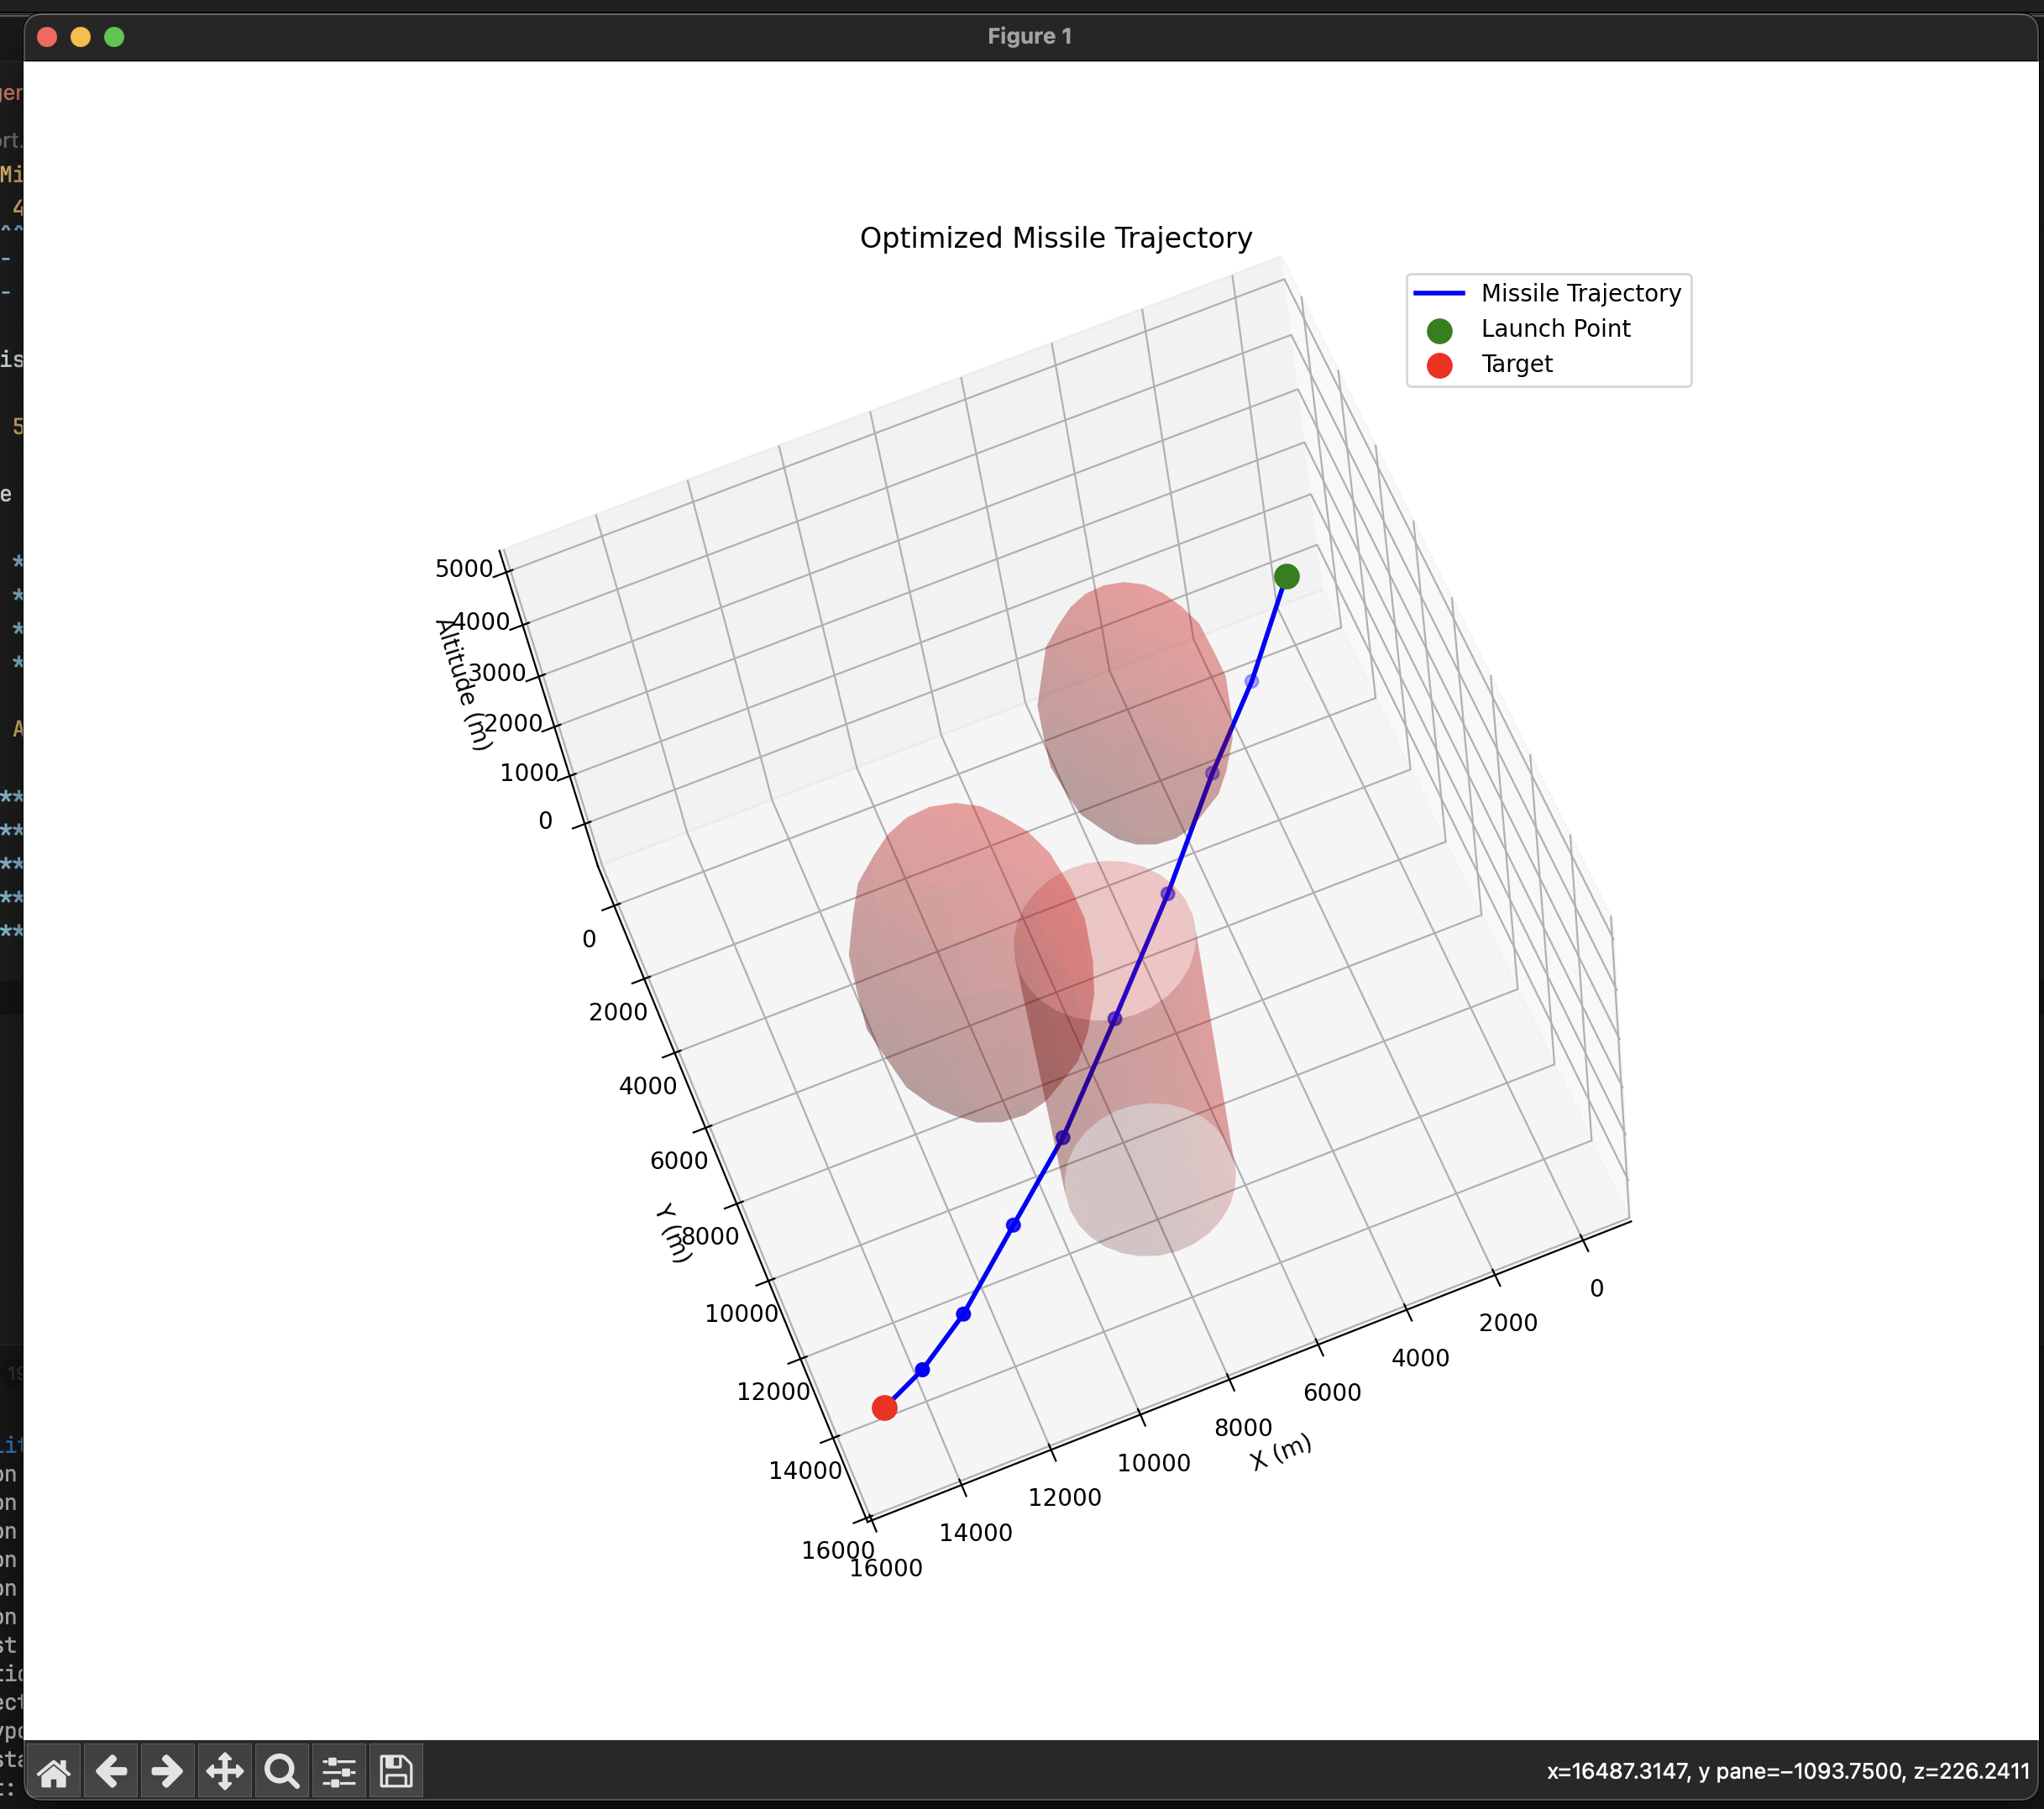 Figure 1
Optimized Missile Trajectory
Missile Trajectory
Launch Point
Target
5000
4000
3000
2000
1000
0
Altitude (m)
0
2000
4000
6000
8000
10000
12000
14000
16000
Y (m)
0
2000
4000
6000
8000
10000
12000
14000
16000
X (m)
x=16487.3147, y pane=−1093.7500, z=226.2411